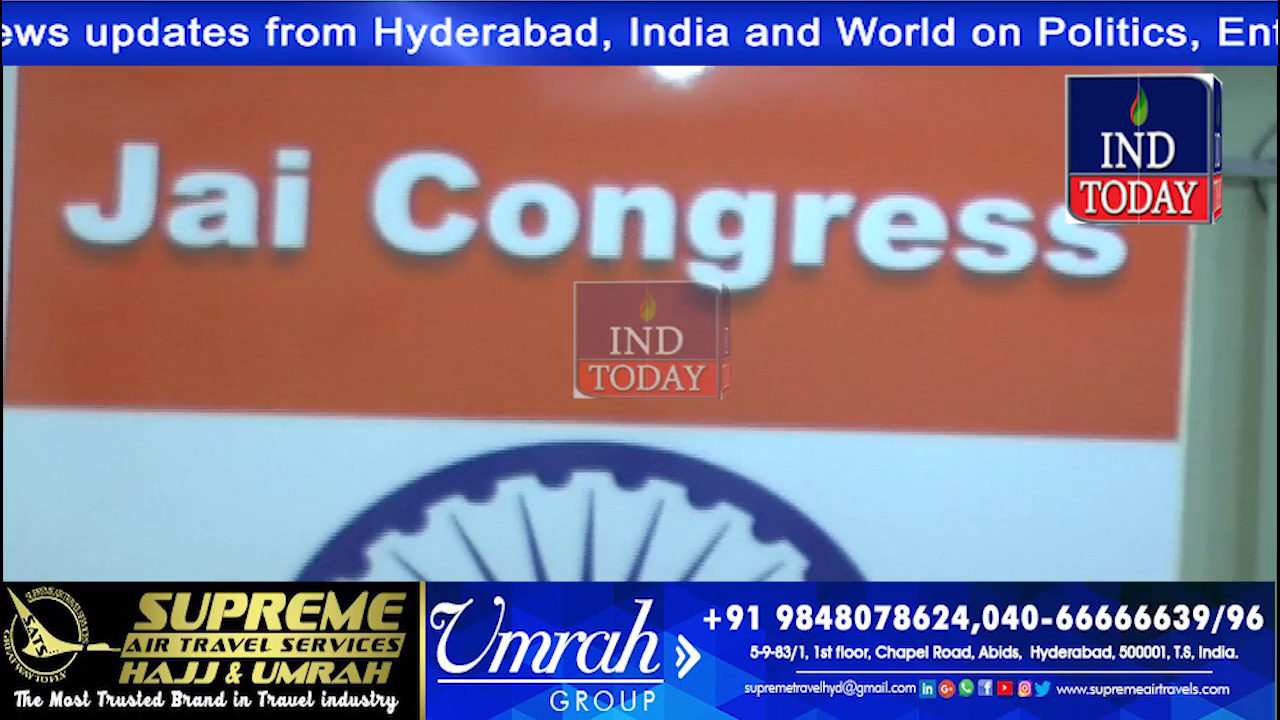 ews updates from Hyderabad, India and World on Politics, Ent
IND
TODAY
Jai Congress
IND
TODAY
SUPREME
AIR TRAVEL SERVICES
HAJJ & UMRAH
The Most Trusted Brand in Travel industry
SATS
Umrah
GROUP
+91 9848078624,040-66666639/96
5-9-83/1, 1st floor, Chapel Road, Abids, Hyderabad, 500001, T.S, India.
supremetravelhyd@gmail.com
www.supremeairtravels.com